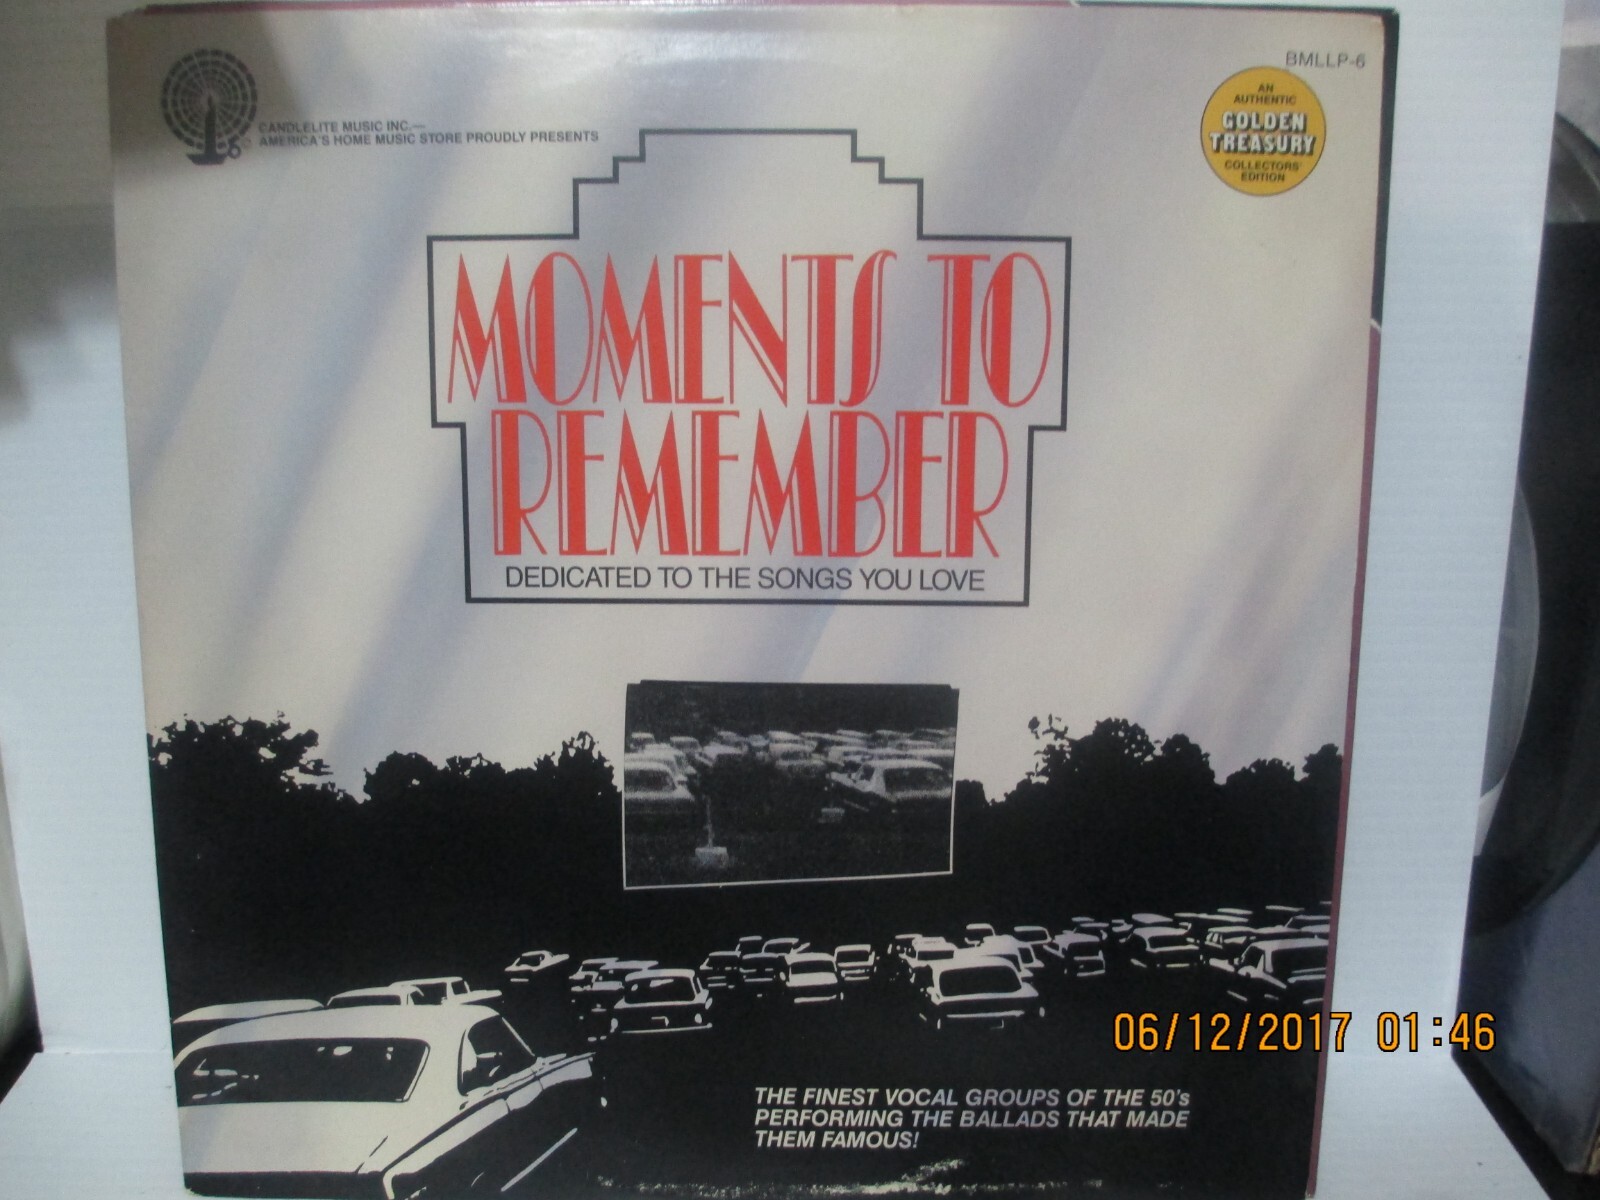 BMLLP-6
AN
AUTHENTIC
GOLDEN
TREASURY
COLLECTORS'
EDITION
CANDLELITE MUSIC INC.—
AMERICA'S HOME MUSIC STORE PROUDLY PRESENTS
MOMENTS TO
REMEMBER
DEDICATED TO THE SONGS YOU LOVE
06/12/2017 01:46
THE FINEST VOCAL GROUPS OF THE 50's
PERFORMING THE BALLADS THAT MADE
THEM FAMOUS!